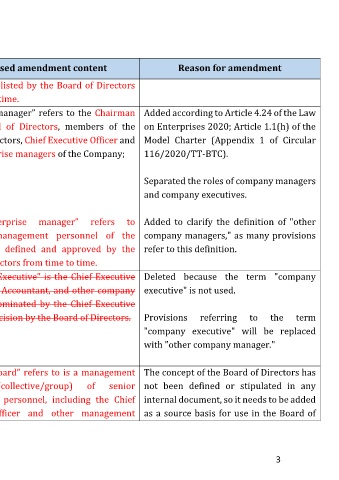 sed amendment content
Reason for amendment
listed by the Board of Directors
time.
manager" refers to the Chairman
d of Directors, members of the
ctors, Chief Executive Officer and
rise managers of the Company;
Added according to Article 4.24 of the Law
on Enterprises 2020; Article 1.1(h) of the
Model Charter (Appendix 1 of Circular
116/2020/TT-BTC).
Separated the roles of company managers
and company executives.
erprise manager" refers to
management personnel of the
defined and approved by the
ctors from time to time.
Added to clarify the definition of "other
company managers," as many provisions
refer to this definition.
Executive" is the Chief Executive
Accountant, and other company
ominated by the Chief Executive
cision by the Board of Directors.
Deleted because the term "company
executive" is not used.
Provisions referring to the term
"company executive" will be replaced
with "other company manager."
oard" refers to is a management
collective/group) of senior
personnel, including the Chief
fficer and other management
The concept of the Board of Directors has
not been defined or stipulated in any
internal document, so it needs to be added
as a source basis for use in the Board of
3